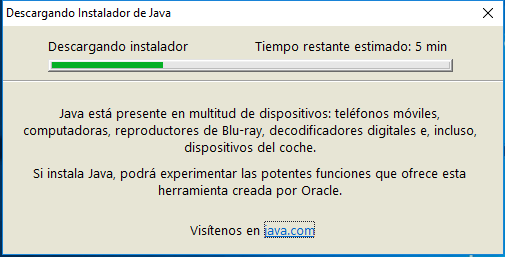 Descargando Instalador de Java
Descargando instalador Tiempo restante estimado: 5 min
Java está presente en multitud de dispositivos: teléfonos móviles,
computadoras, reproductores de Blu-ray, decodificadores digitales e, incluso,
dispositivos del coche.
Si instala Java, podrá experimentar las potentes funciones que ofrece esta
herramienta creada por Oracle.
Visítenos en java.com